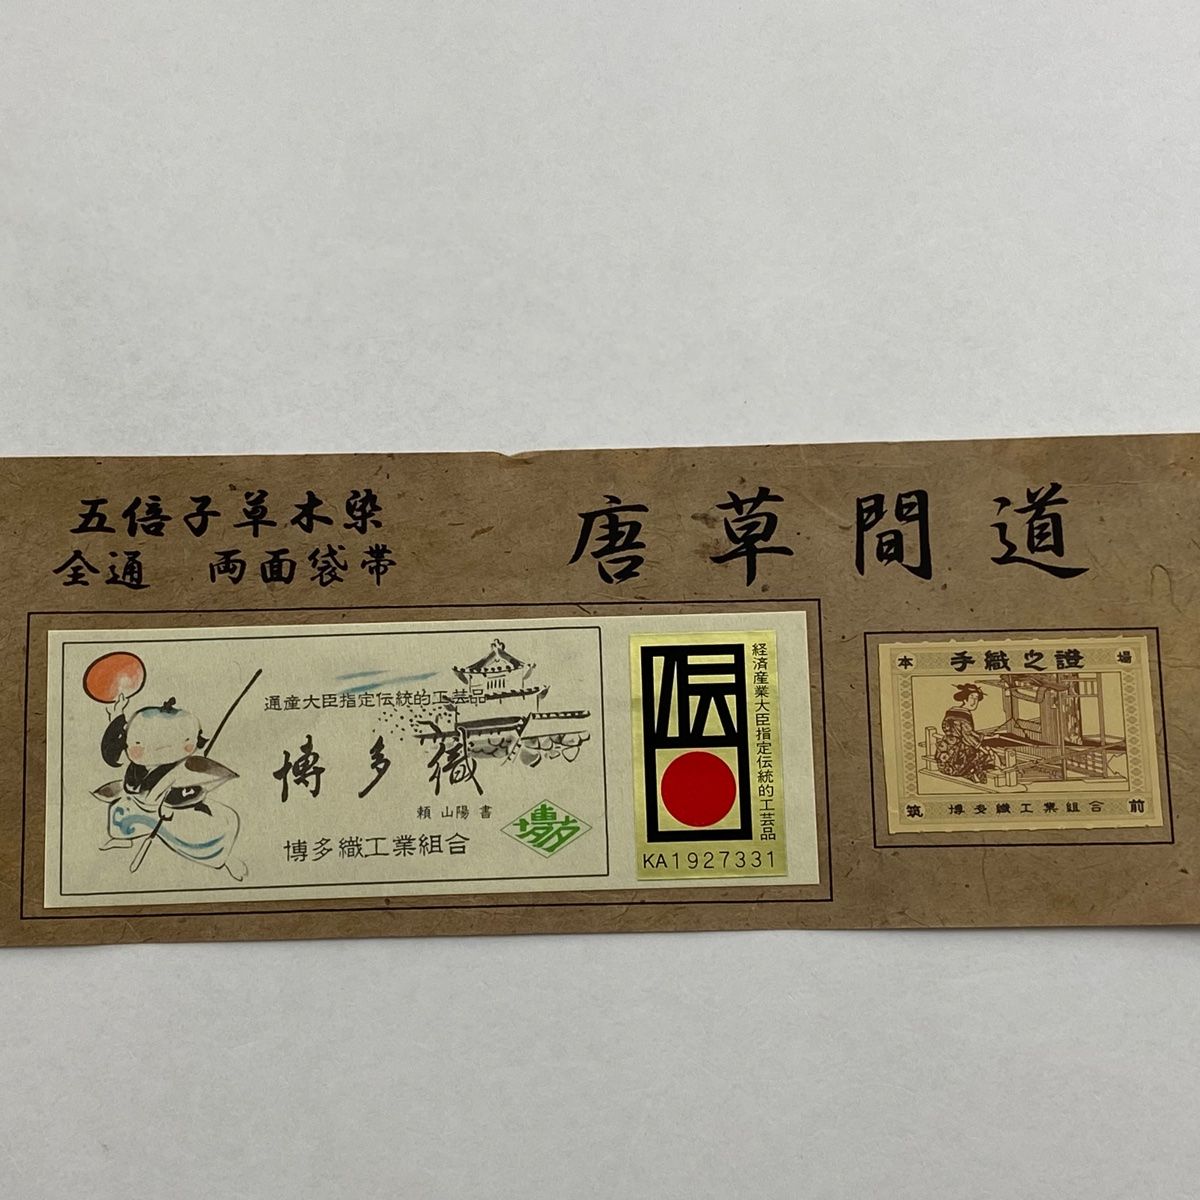 五倍子草木染
全通　両面袋帯
唐草間道
通産大臣指定伝統的工芸品
博多織
頼 山陽 書
博多織工業組合
伝
経済産業大臣指定伝統的工芸品
KA1927331
本場
手織之證
筑前
博多織工業組合